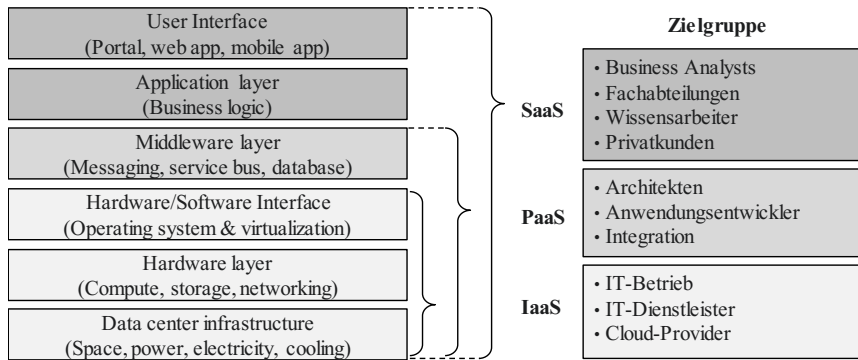 User Interface
(Portal, web app, mobile app)
Application layer
(Business logic)
Middleware layer
(Messaging, service bus, database)
Hardware/Software Interface
(Operating system & virtualization)
Hardware layer
(Compute, storage, networking)
Data center infrastructure
(Space, power, electricity, cooling)
SaaS
PaaS
IaaS
Zielgruppe
• Business Analysts
• Fachabteilungen
• Wissensarbeiter
• Privatkunden
• Architekten
• Anwendungsentwickler
• Integration
• IT-Betrieb
• IT-Dienstleister
• Cloud-Provider